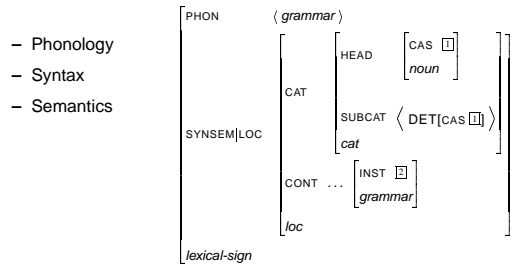 – Phonology
– Syntax
– Semantics
PHON ⟨ grammar ⟩
SYNSEM|LOC
CAT
HEAD
CAS 1
noun
SUBCAT ⟨ DET[CAS 1] ⟩
cat
CONT ...
INST 2
grammar
loc
lexical-sign